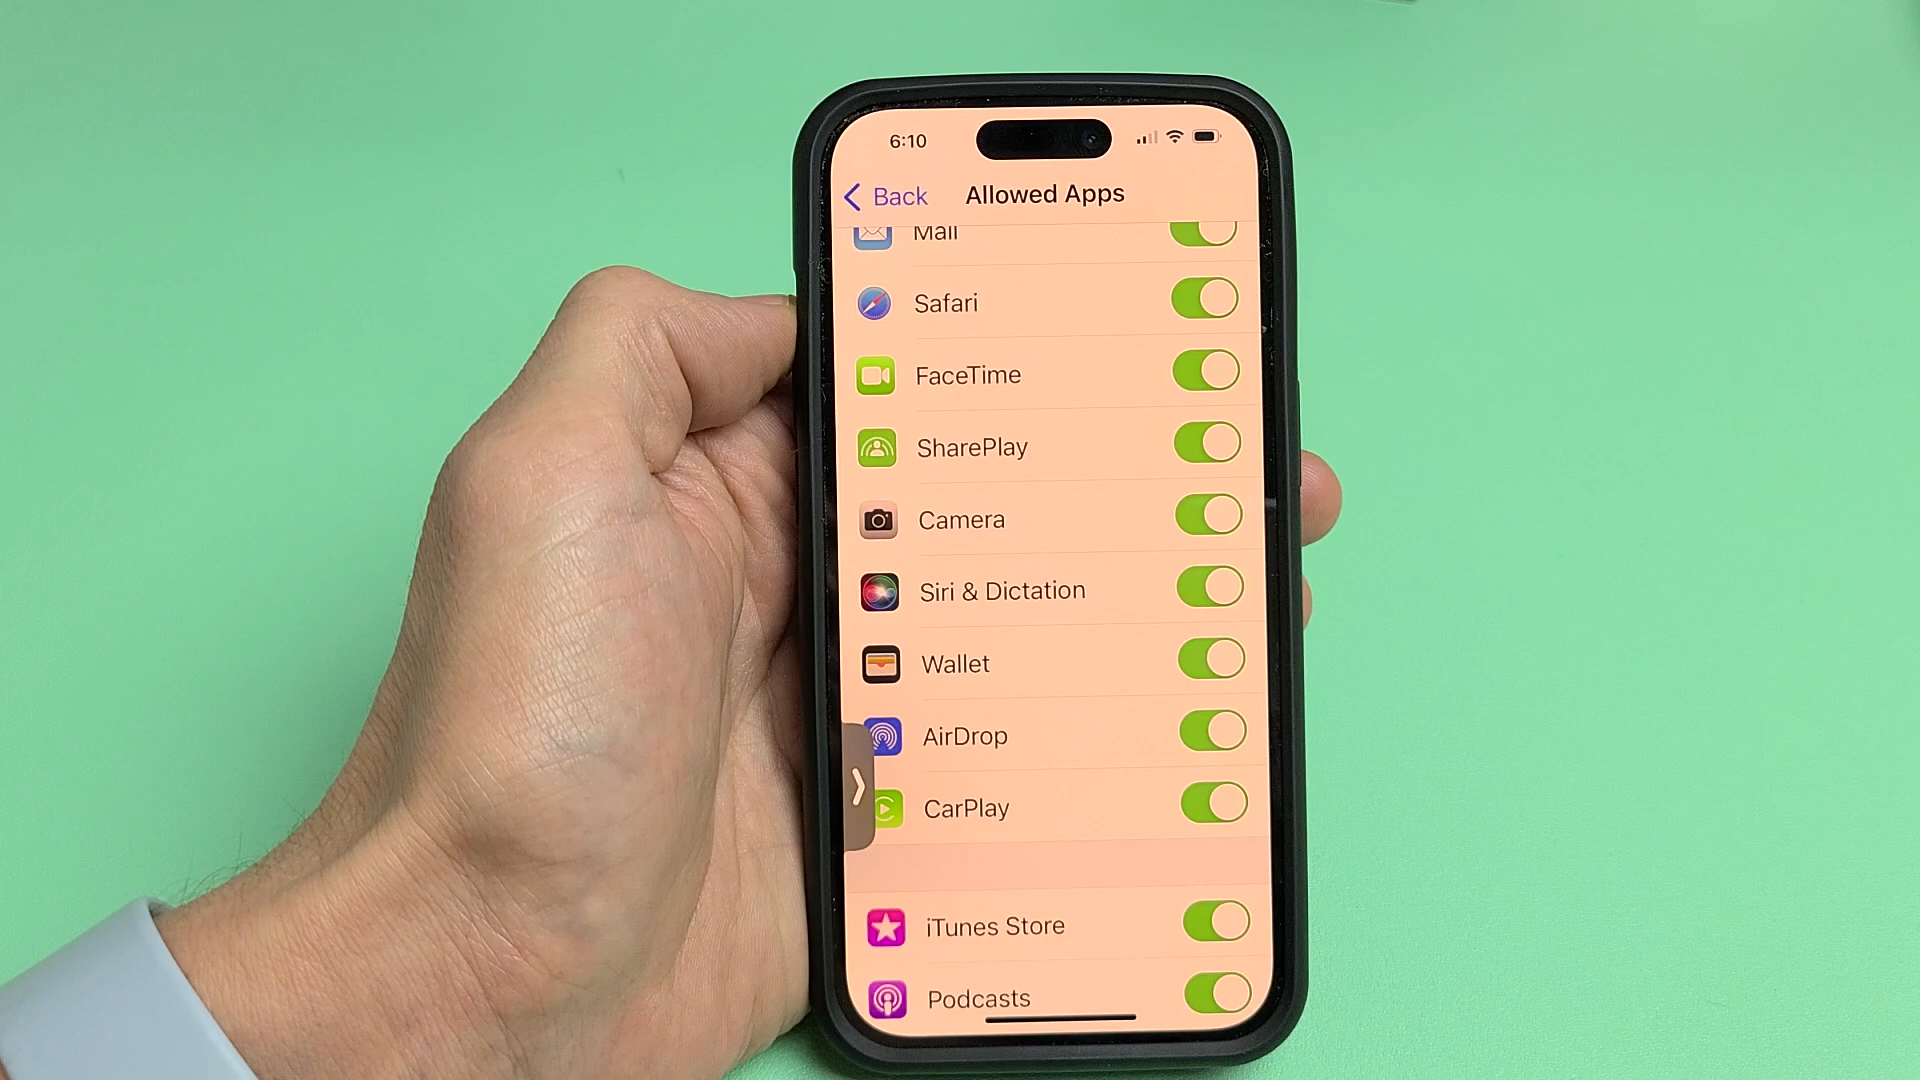 6:10
Back Allowed Apps
Mail
Safari
FaceTime
SharePlay
Camera
Siri & Dictation
Wallet
AirDrop
CarPlay
iTunes Store
Podcasts